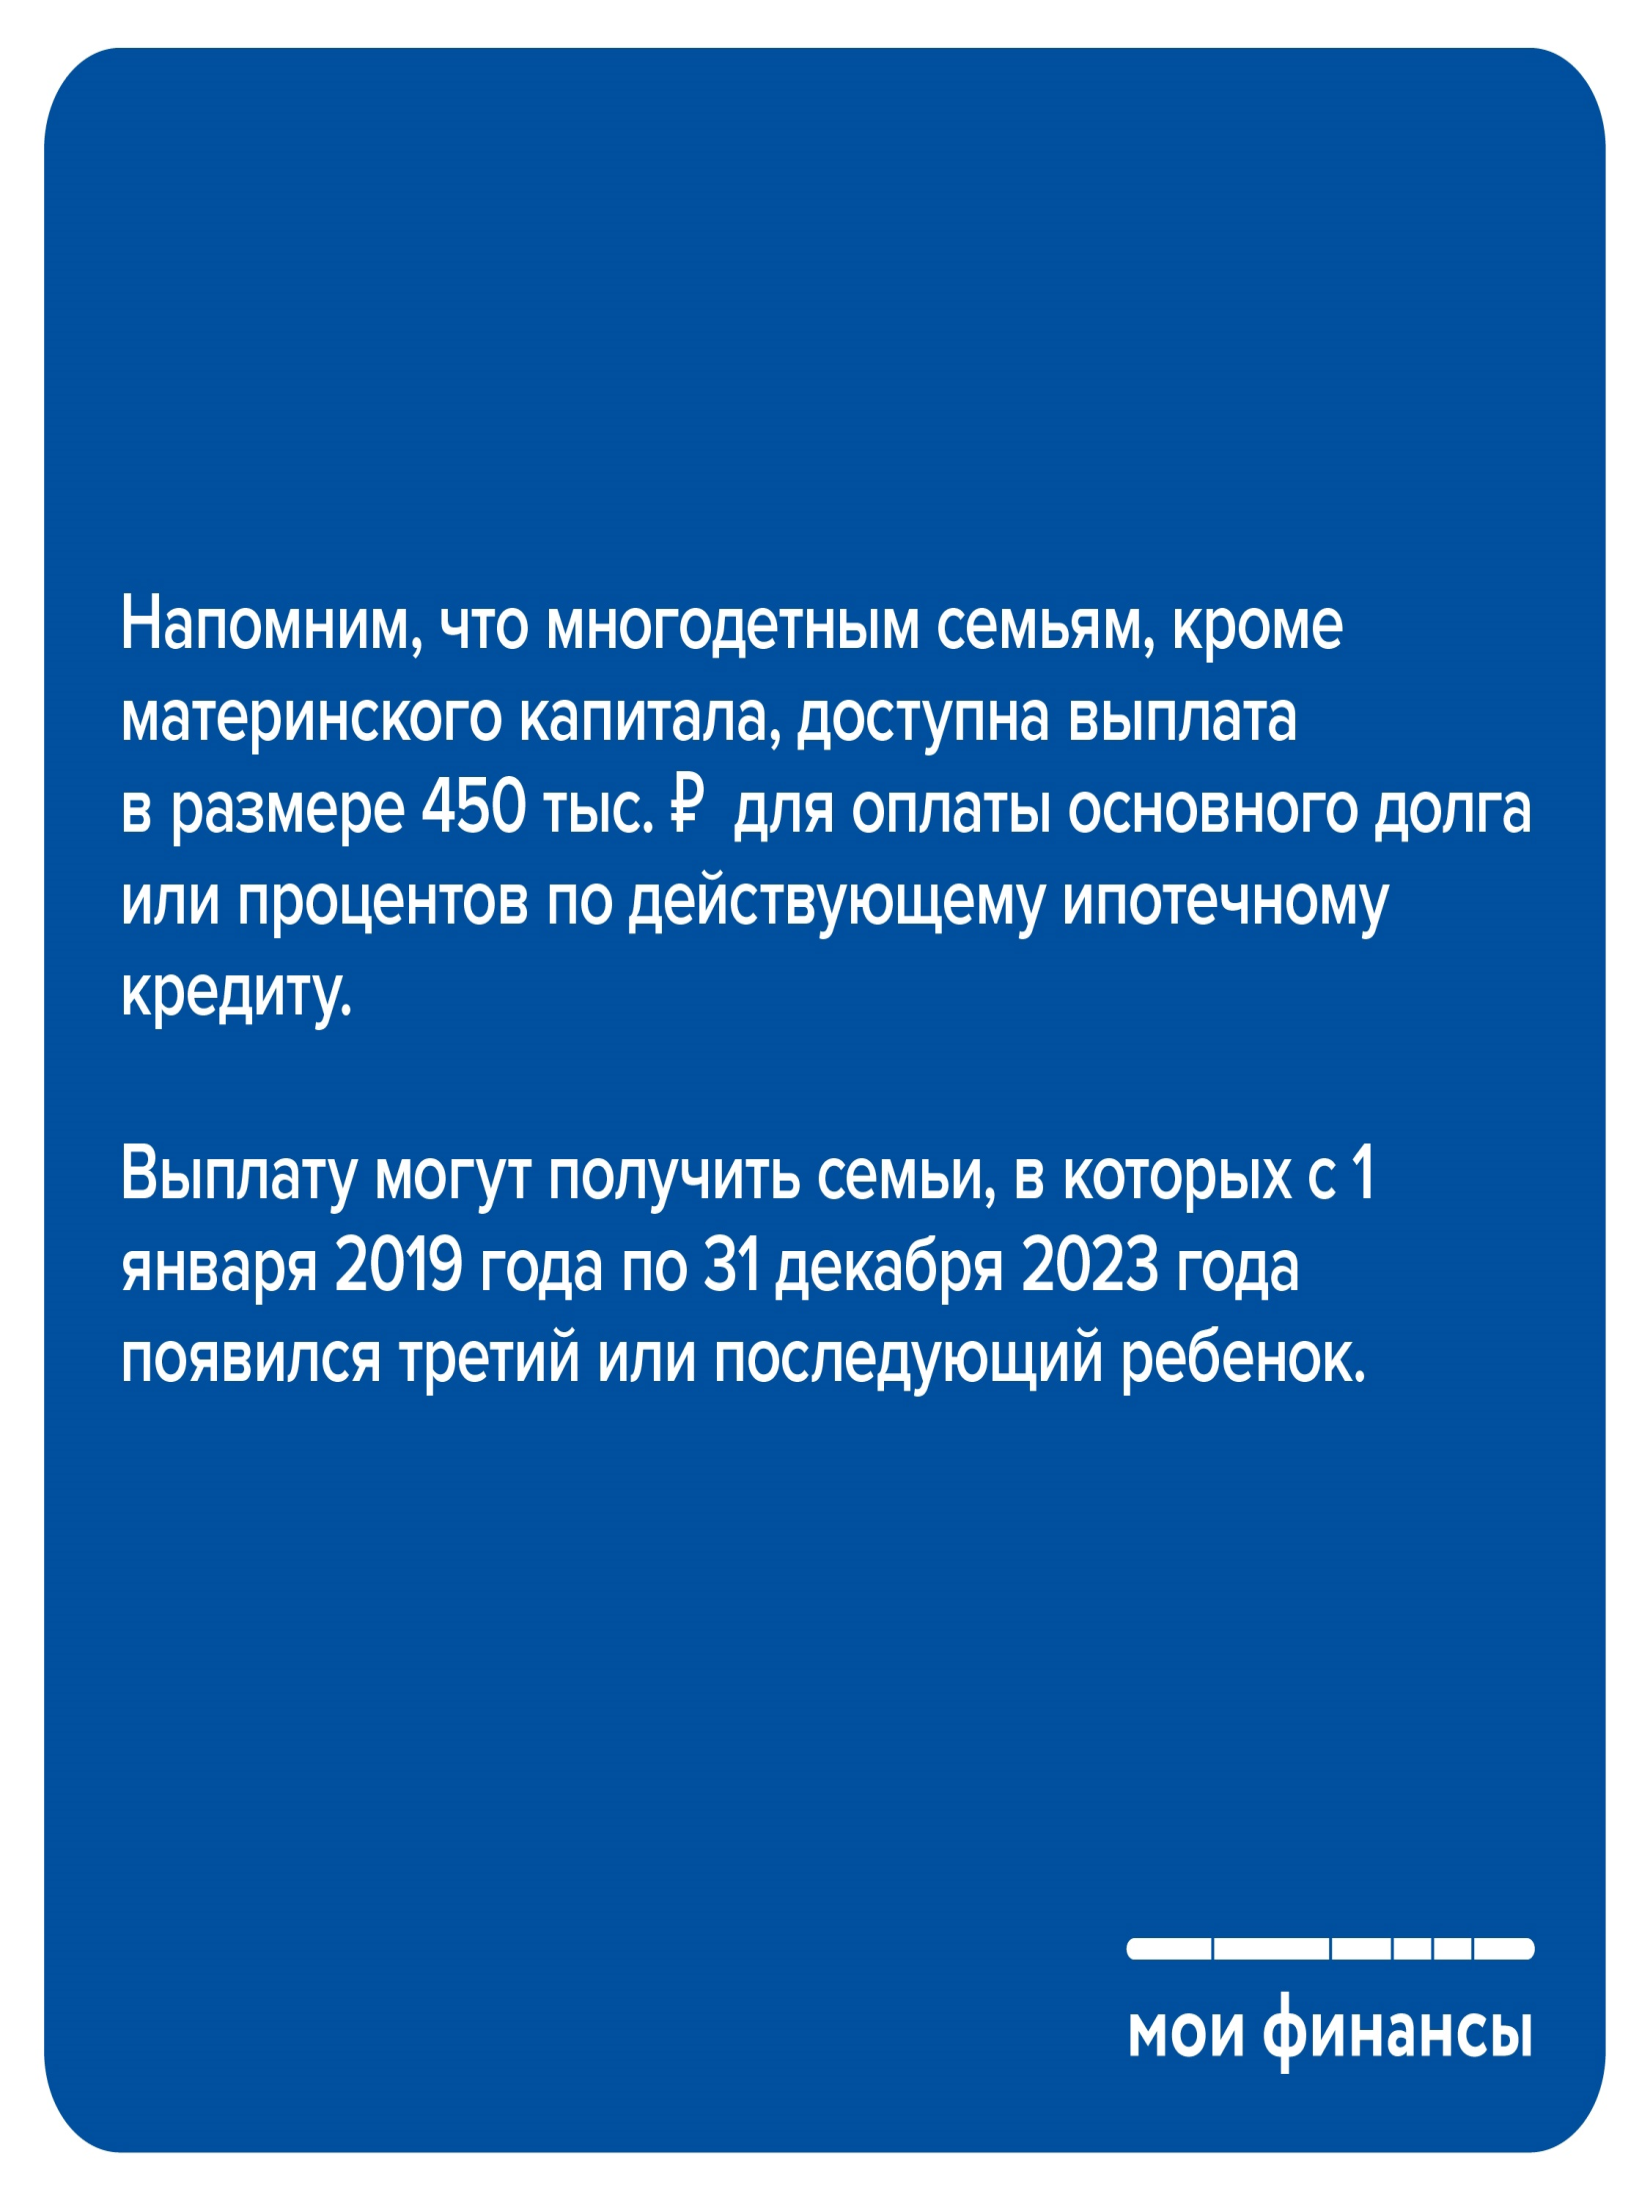 Напомним, что многодетным семьям, кроме
материнского капитала, доступна выплата
в размере 450 тыс. ₽ для оплаты основного долга
или процентов по действующему ипотечному
кредиту.
Выплату могут получить семьи, в которых с 1
января 2019 года по 31 декабря 2023 года
появился третий или последующий ребенок.
мои финансы